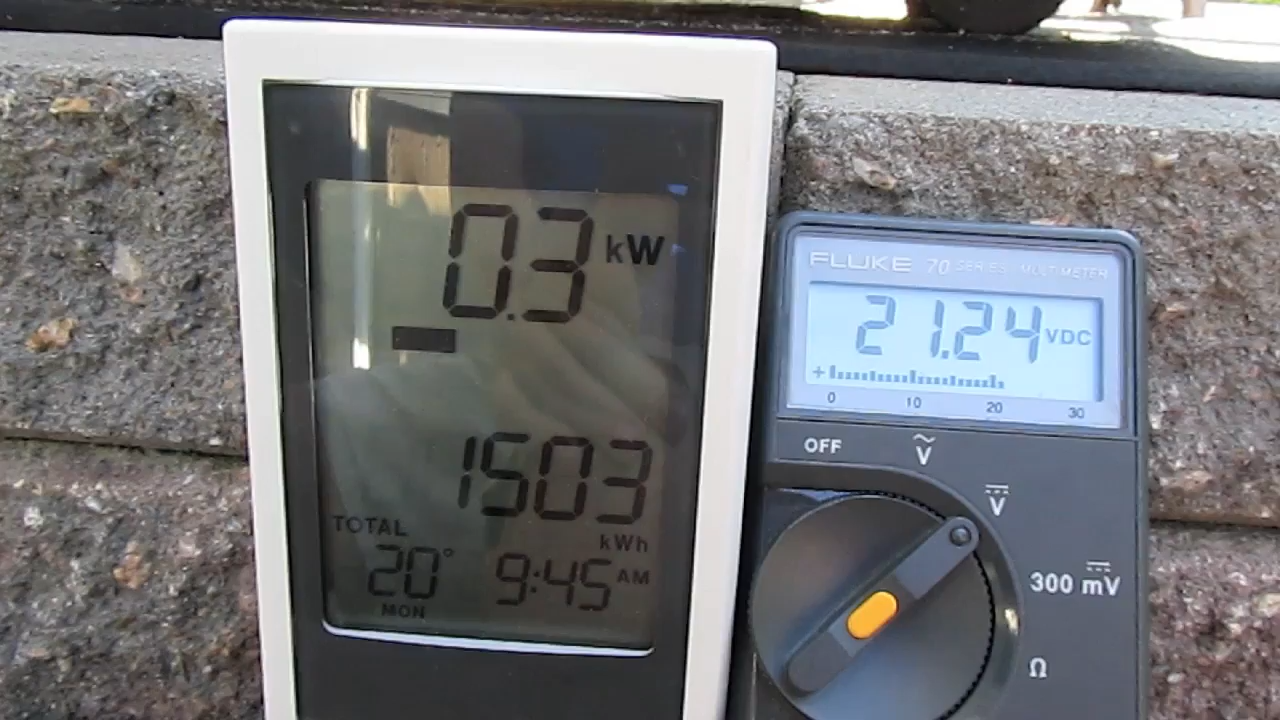 0.3 kW
1503
TOTAL kWh
20° 9:45 AM
MON
FLUKE 70 SERIES MULTIMETER
21.24 VDC
+
0 10 20 30
OFF
Ṽ
V
300 mV
Ω